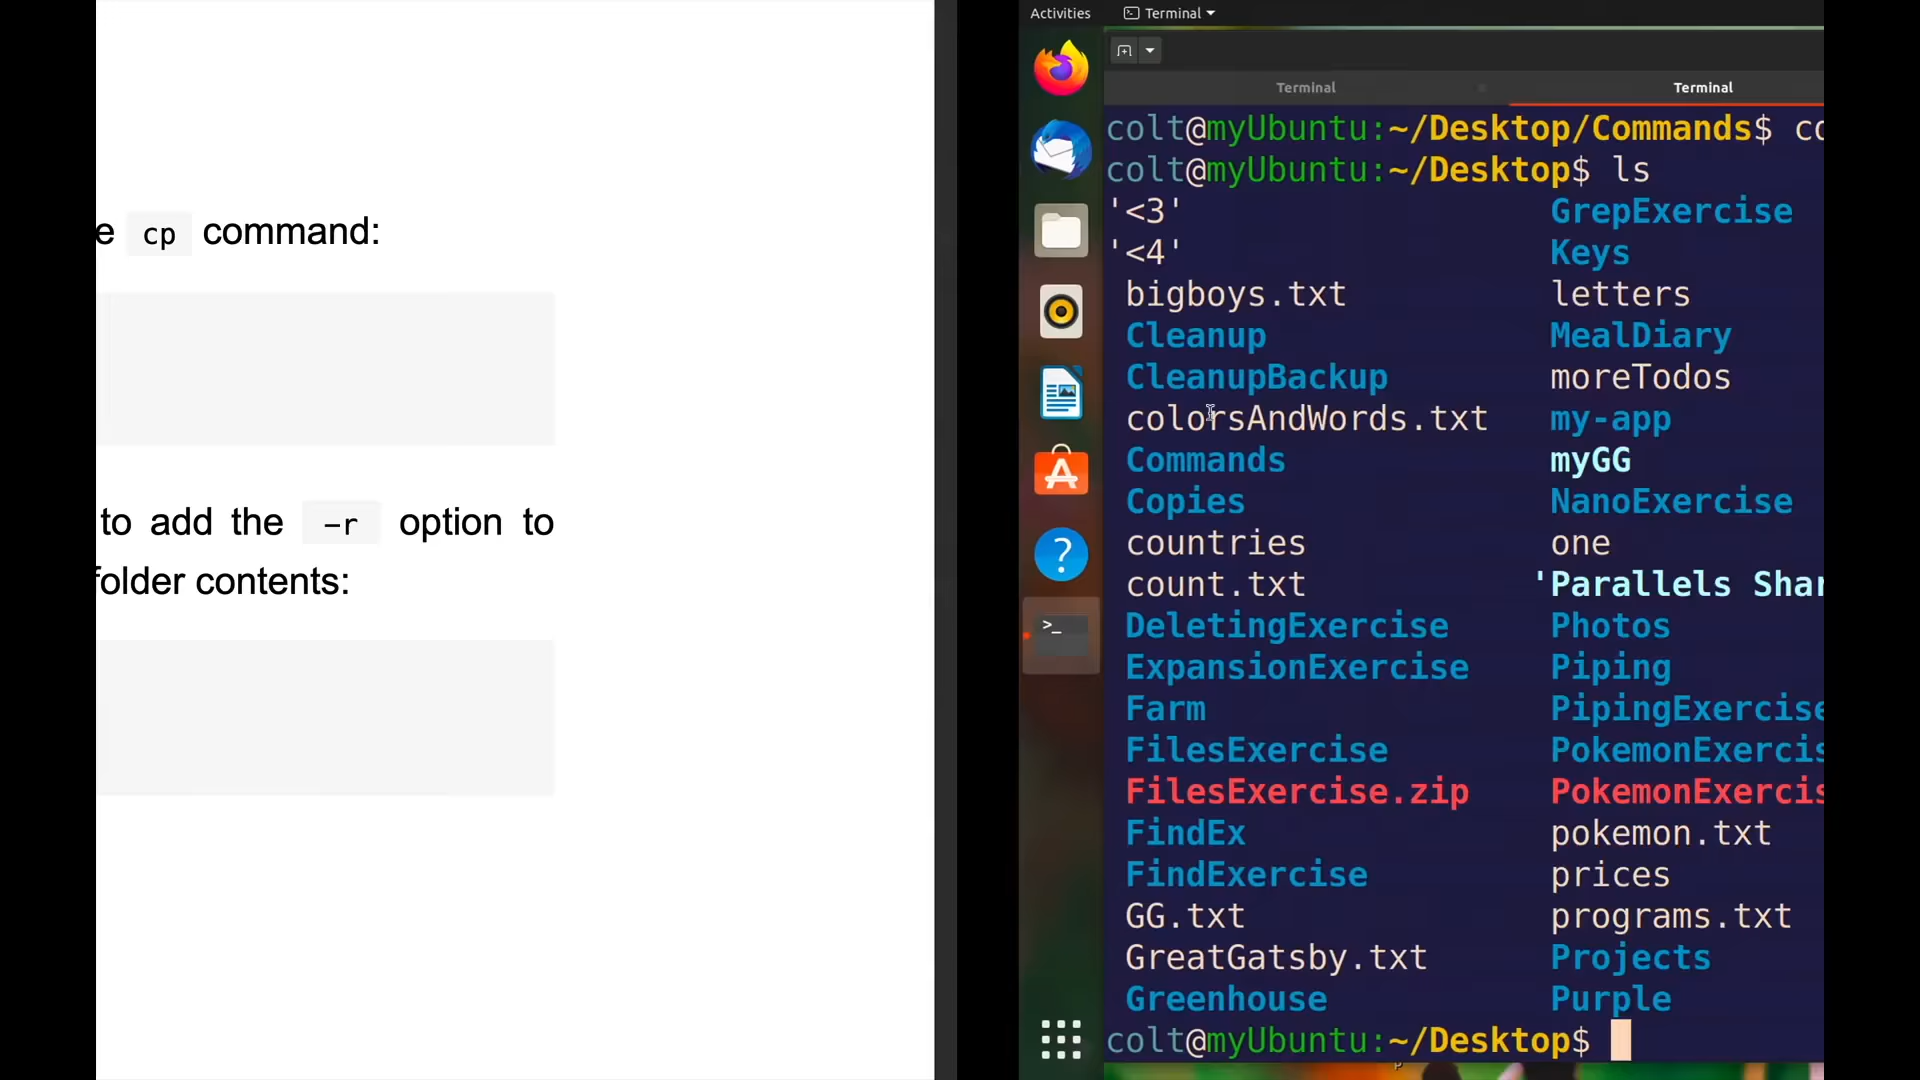 e cp command:
to add the -r option to
folder contents:
Activities
Terminal
Terminal
Terminal
colt@myUbuntu:~/Desktop/Commands$ cd
colt@myUbuntu:~/Desktop$ ls
'<3' GrepExercise
'<4' Keys
bigboys.txt letters
Cleanup MealDiary
CleanupBackup moreTodos
colorsAndWords.txt my-app
Commands myGG
Copies NanoExercise
countries one
count.txt 'Parallels Shar
DeletingExercise Photos
ExpansionExercise Piping
Farm PipingExercise
FilesExercise PokemonExercis
FilesExercise.zip PokemonExercis
FindEx pokemon.txt
FindExercise prices
GG.txt programs.txt
GreatGatsby.txt Projects
Greenhouse Purple
colt@myUbuntu:~/Desktop$